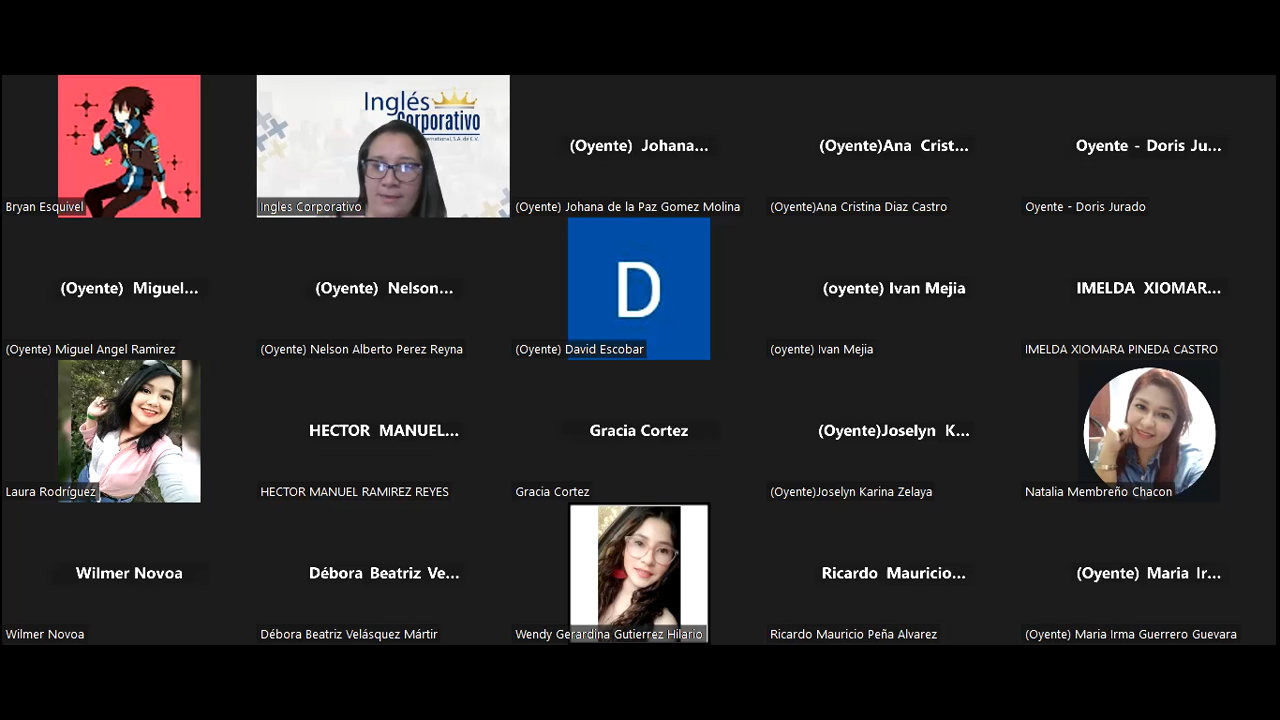 Bryan Esquivel
Inglés
Corporativo
International, S.A. de C.V.
Ingles Corporativo
(Oyente) Johana...
(Oyente) Johana de la Paz Gomez Molina
(Oyente)Ana Crist...
(Oyente)Ana Cristina Diaz Castro
Oyente - Doris Ju...
Oyente - Doris Jurado
(Oyente) Miguel...
(Oyente) Miguel Angel Ramirez
(Oyente) Nelson...
(Oyente) Nelson Alberto Perez Reyna
D
(Oyente) David Escobar
(oyente) Ivan Mejia
(oyente) Ivan Mejia
IMELDA XIOMAR...
IMELDA XIOMARA PINEDA CASTRO
Laura Rodríguez
HECTOR MANUEL...
HECTOR MANUEL RAMIREZ REYES
Gracia Cortez
Gracia Cortez
(Oyente)Joselyn K...
(Oyente)Joselyn Karina Zelaya
Natalia Membreño Chacon
Wilmer Novoa
Wilmer Novoa
Débora Beatriz Ve...
Débora Beatriz Velásquez Mártir
Wendy Gerardina Gutierrez Hilario
Ricardo Mauricio...
Ricardo Mauricio Peña Alvarez
(Oyente) Maria Ir...
(Oyente) Maria Irma Guerrero Guevara